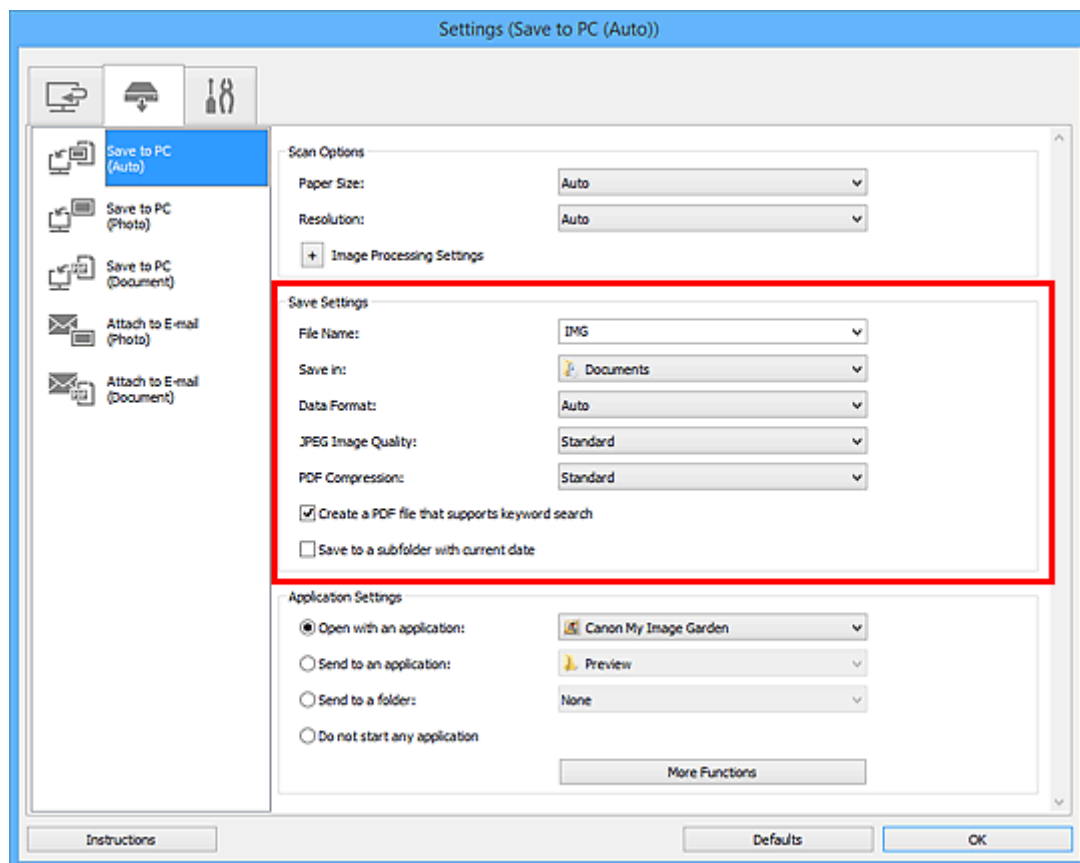 Settings (Save to PC (Auto))
Save to PC
(Auto)
Save to PC
(Photo)
Save to PC
(Document)
Attach to E-mail
(Photo)
Attach to E-mail
(Document)
Scan Options
Paper Size: Auto
Resolution: Auto
+ Image Processing Settings
Save Settings
File Name: IMG
Save in: Documents
Data Format: Auto
JPEG Image Quality: Standard
PDF Compression: Standard
Create a PDF file that supports keyword search
Save to a subfolder with current date
Application Settings
Open with an application: Canon My Image Garden
Send to an application: Preview
Send to a folder: None
Do not start any application
More Functions
Instructions Defaults OK